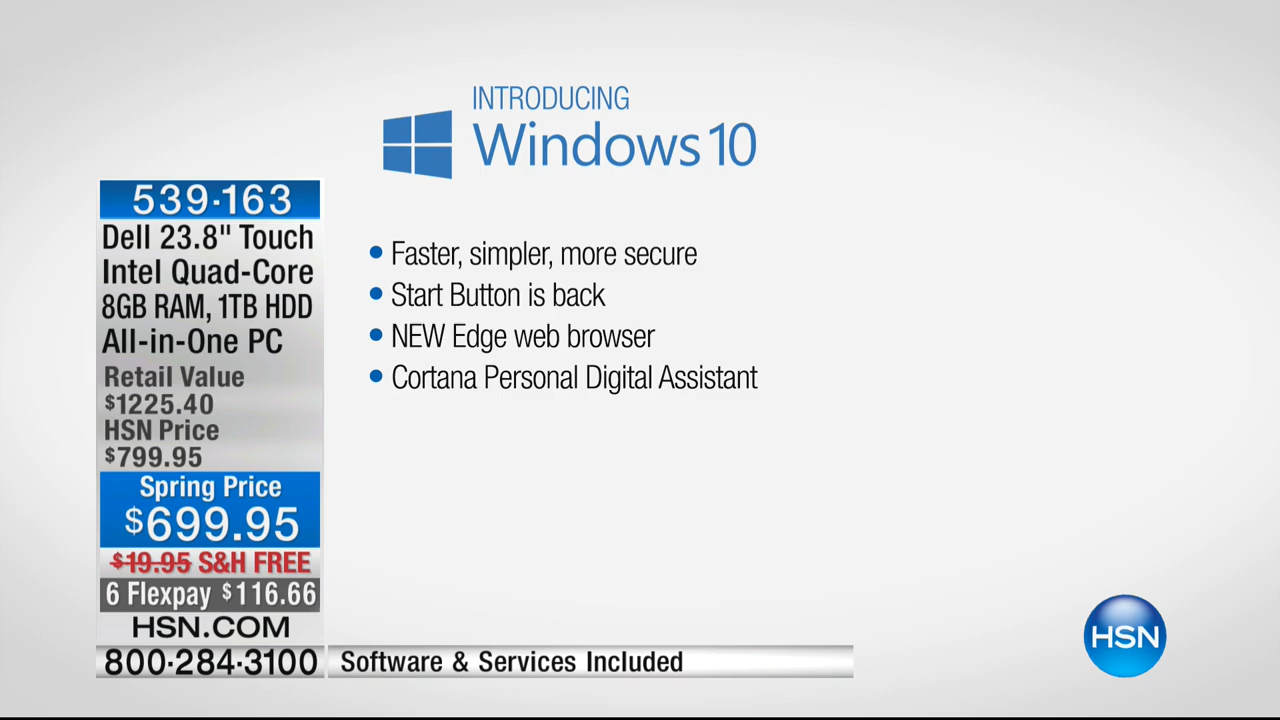 INTRODUCING
Windows 10
539·163
Dell 23.8" Touch
Intel Quad-Core
8GB RAM, 1TB HDD
All-in-One PC
Retail Value
$1225.40
HSN Price
$799.95
Spring Price
$699.95
$19.95 S&H FREE
6 Flexpay $116.66
HSN.COM
800·284·3100
• Faster, simpler, more secure
• Start Button is back
• NEW Edge web browser
• Cortana Personal Digital Assistant
Software & Services Included
HSN